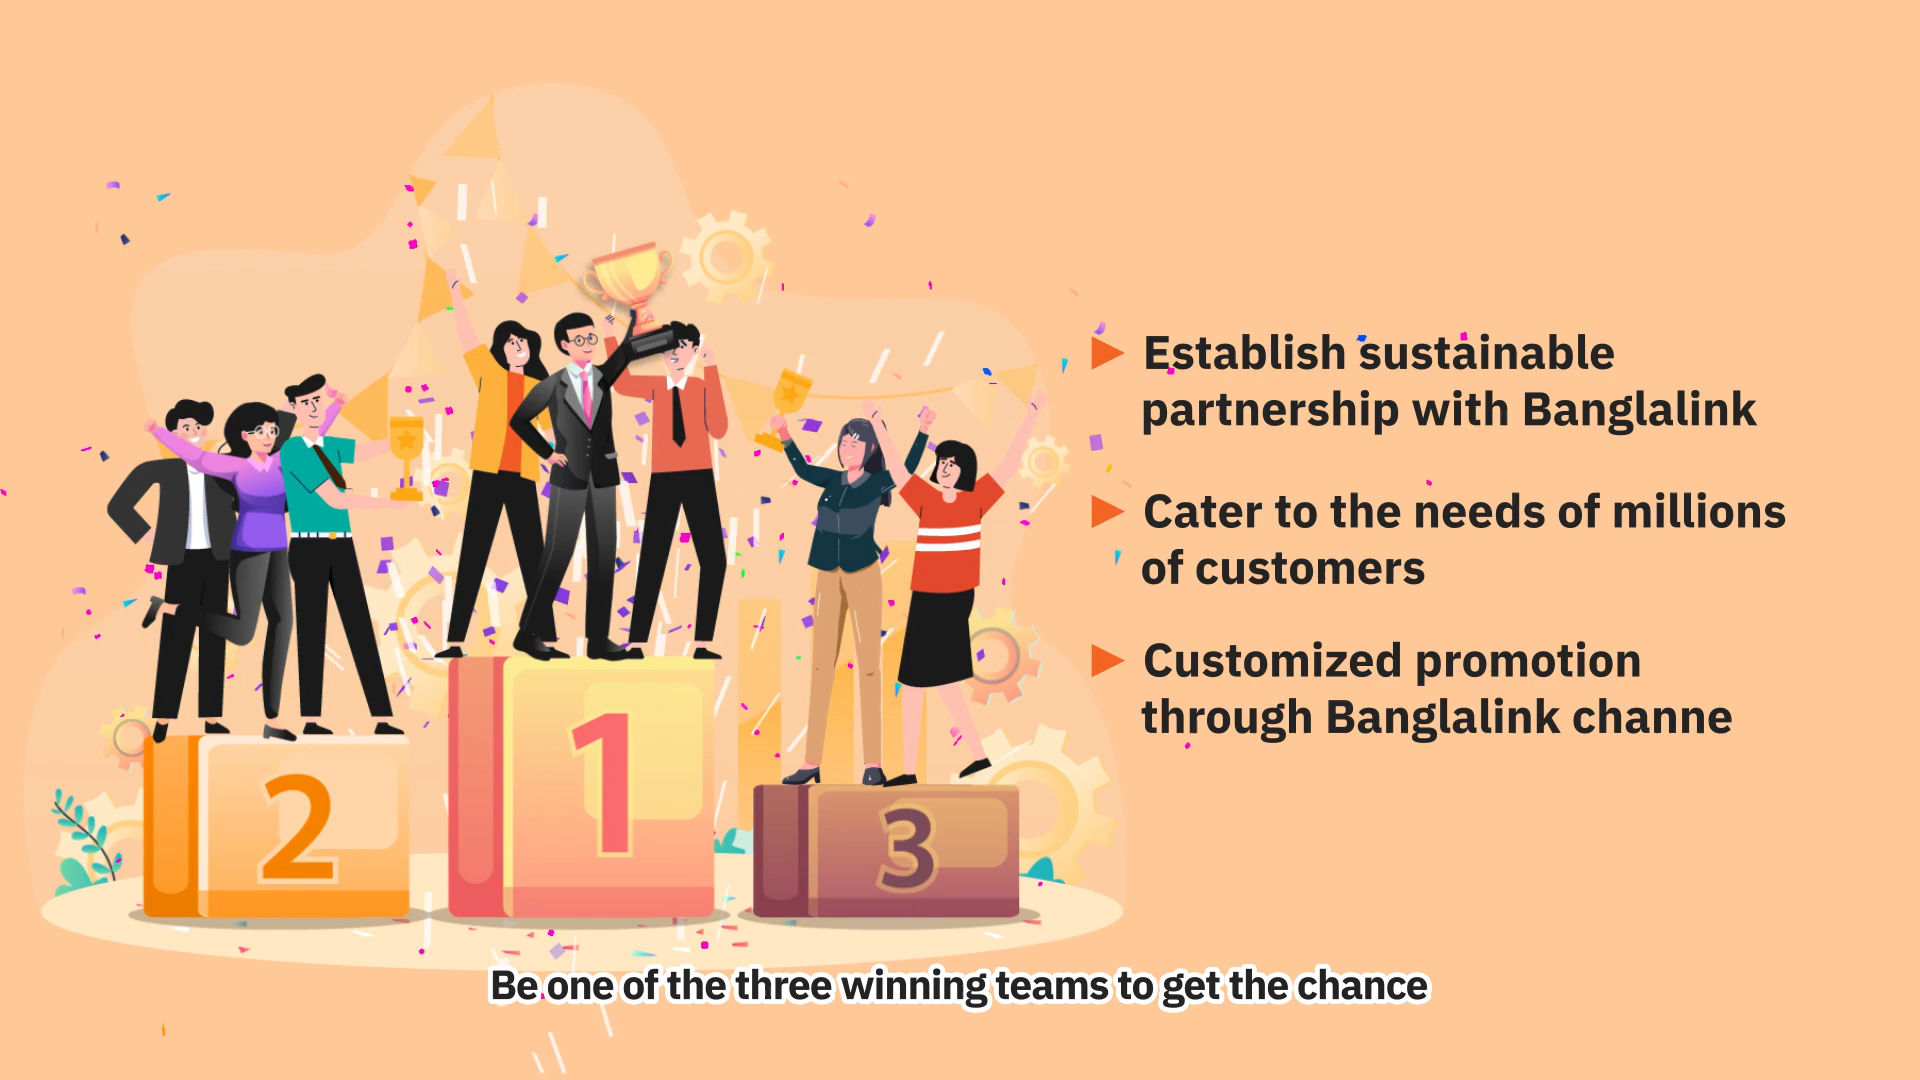 Establish sustainable
partnership with Banglalink
Cater to the needs of millions
of customers
Customized promotion
through Banglalink channe
2
1
3
Be one of the three winning teams to get the chance